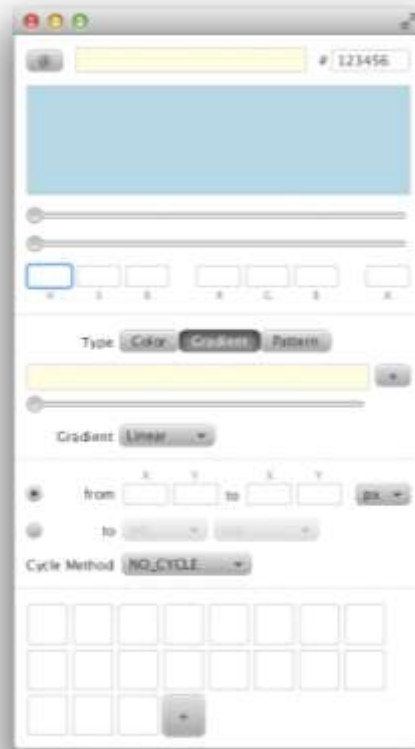 # 123456
H S B R G B A
Type Color Gradient Pattern
+
Gradient Linear
X Y X Y
from to px
to
Cycle Method NO_CYCLE
+